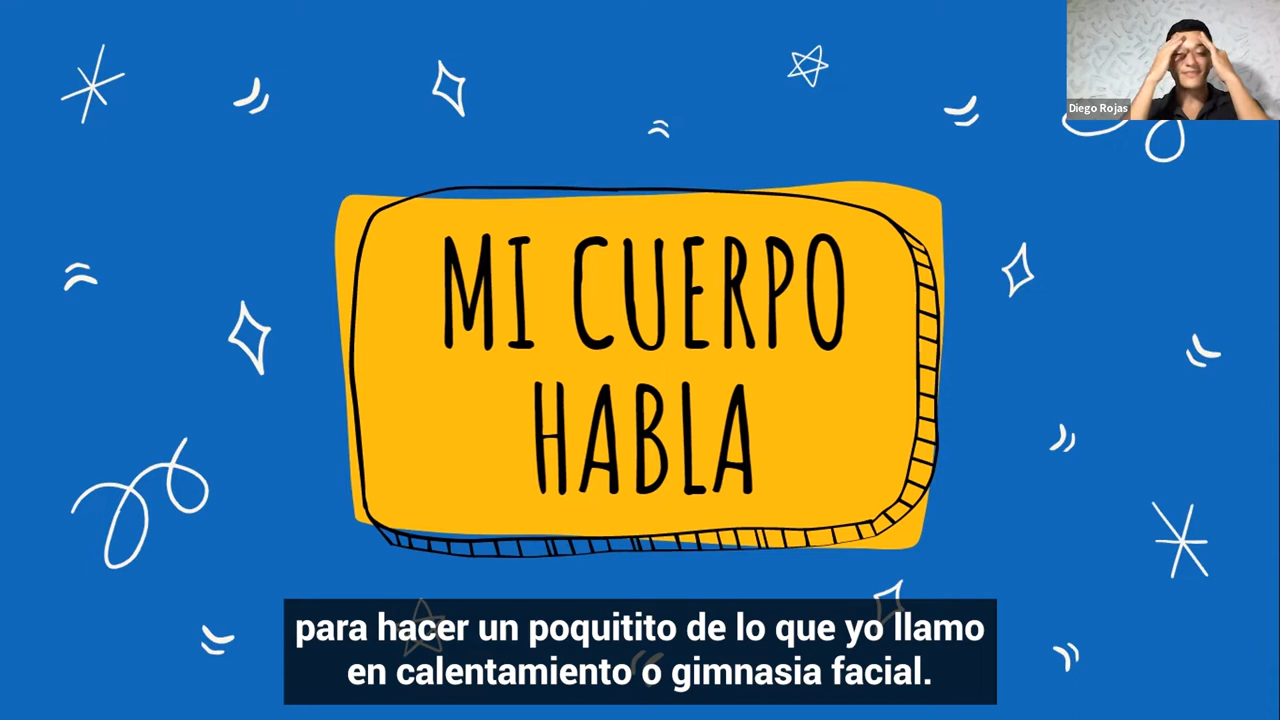 Diego Rojas
MI CUERPO
HABLA
para hacer un poquitito de lo que yo llamo
en calentamiento o gimnasia facial.